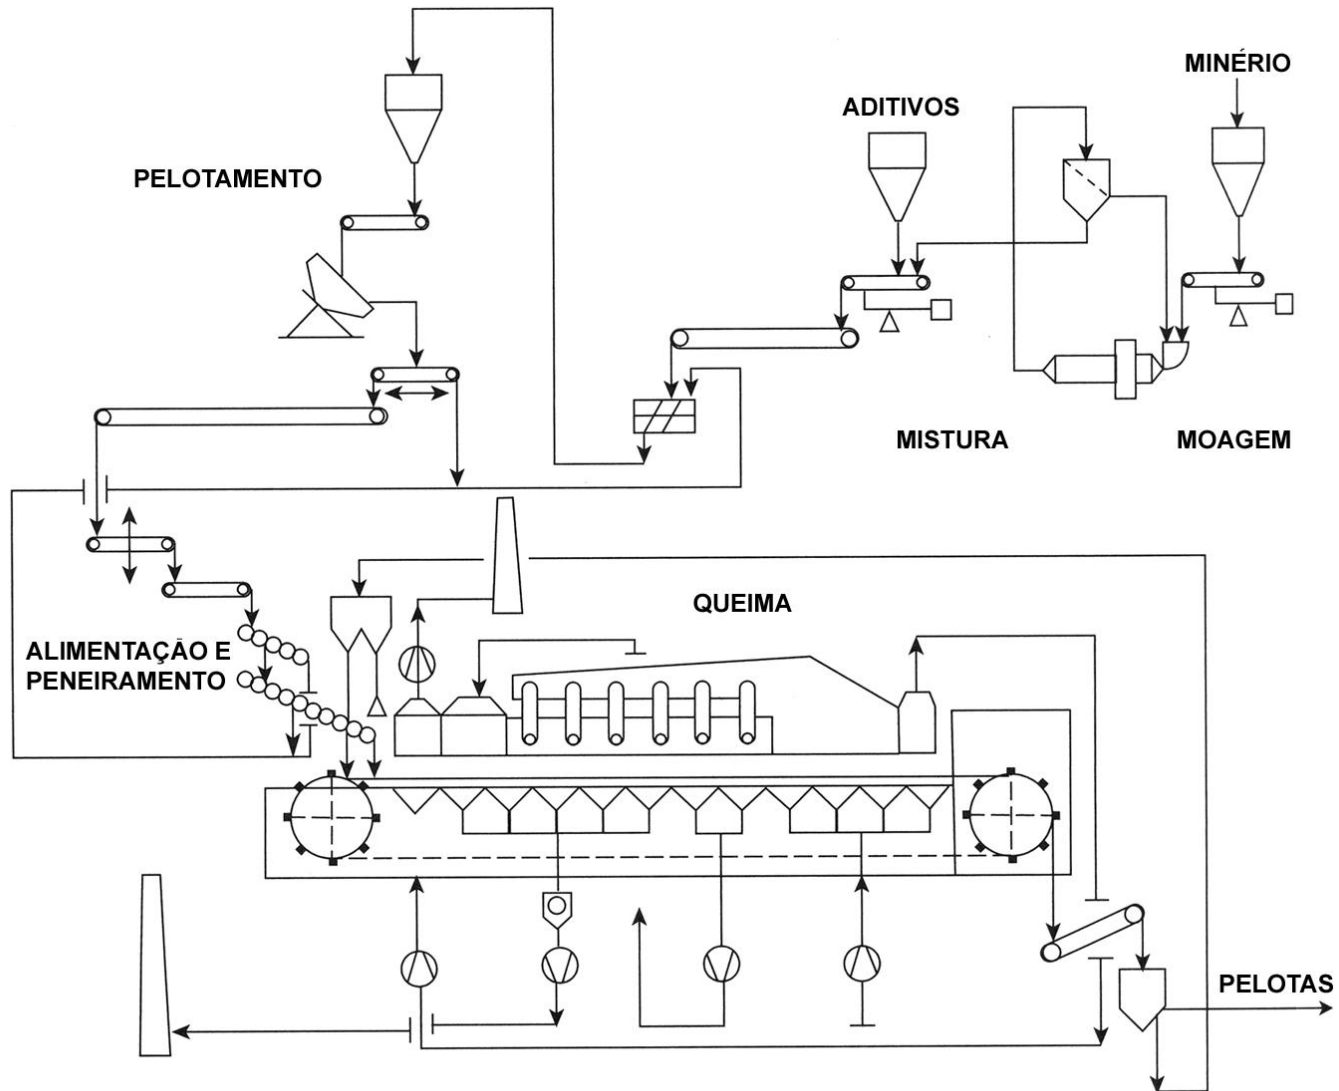 MINÉRIO
ADITIVOS
PELOTAMENTO
MISTURA
MOAGEM
QUEIMA
ALIMENTAÇÃO E
PENEIRAMENTO
PELOTAS